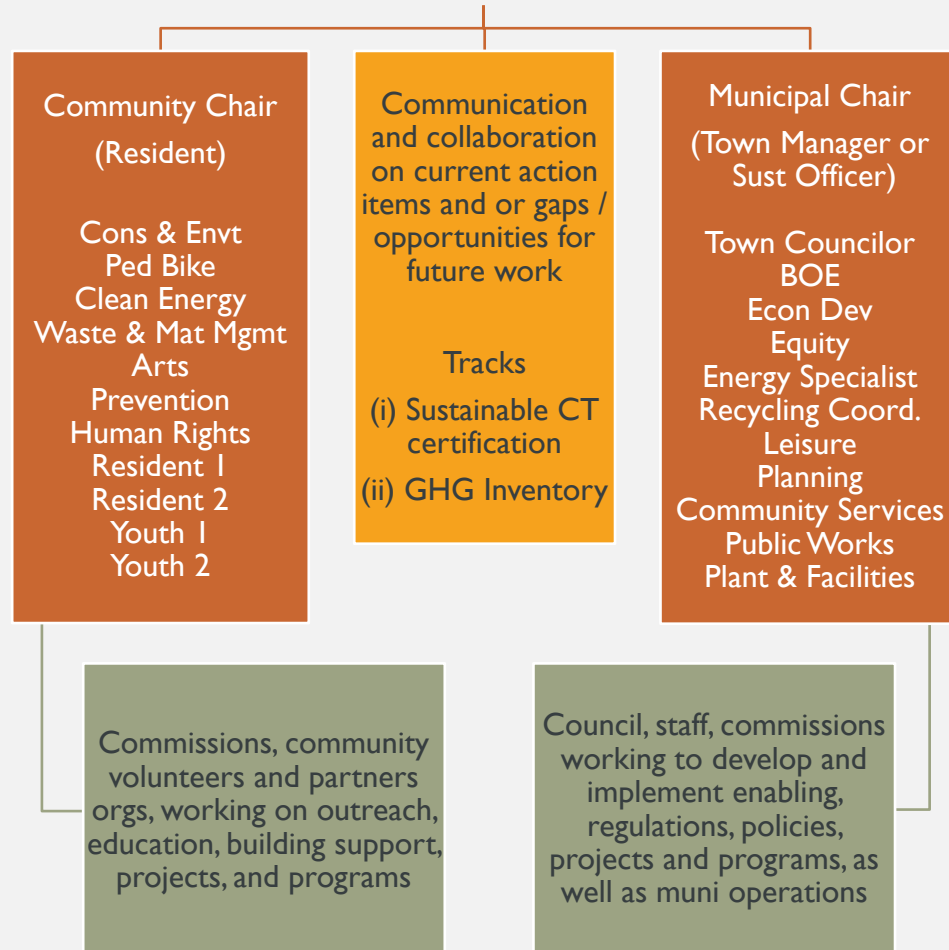 Community Chair
(Resident)
Cons & Envt
Ped Bike
Clean Energy
Waste & Mat Mgmt
Arts
Prevention
Human Rights
Resident 1
Resident 2
Youth 1
Youth 2
Communication
and collaboration
on current action
items and or gaps /
opportunities for
future work
Tracks
(i) Sustainable CT
certification
(ii) GHG Inventory
Municipal Chair
(Town Manager or
Sust Officer)
Town Councilor
BOE
Econ Dev
Equity
Energy Specialist
Recycling Coord.
Leisure
Planning
Community Services
Public Works
Plant & Facilities
Commissions, community
volunteers and partners
orgs, working on outreach,
education, building support,
projects, and programs
Council, staff, commissions
working to develop and
implement enabling,
regulations, policies,
projects and programs, as
well as muni operations